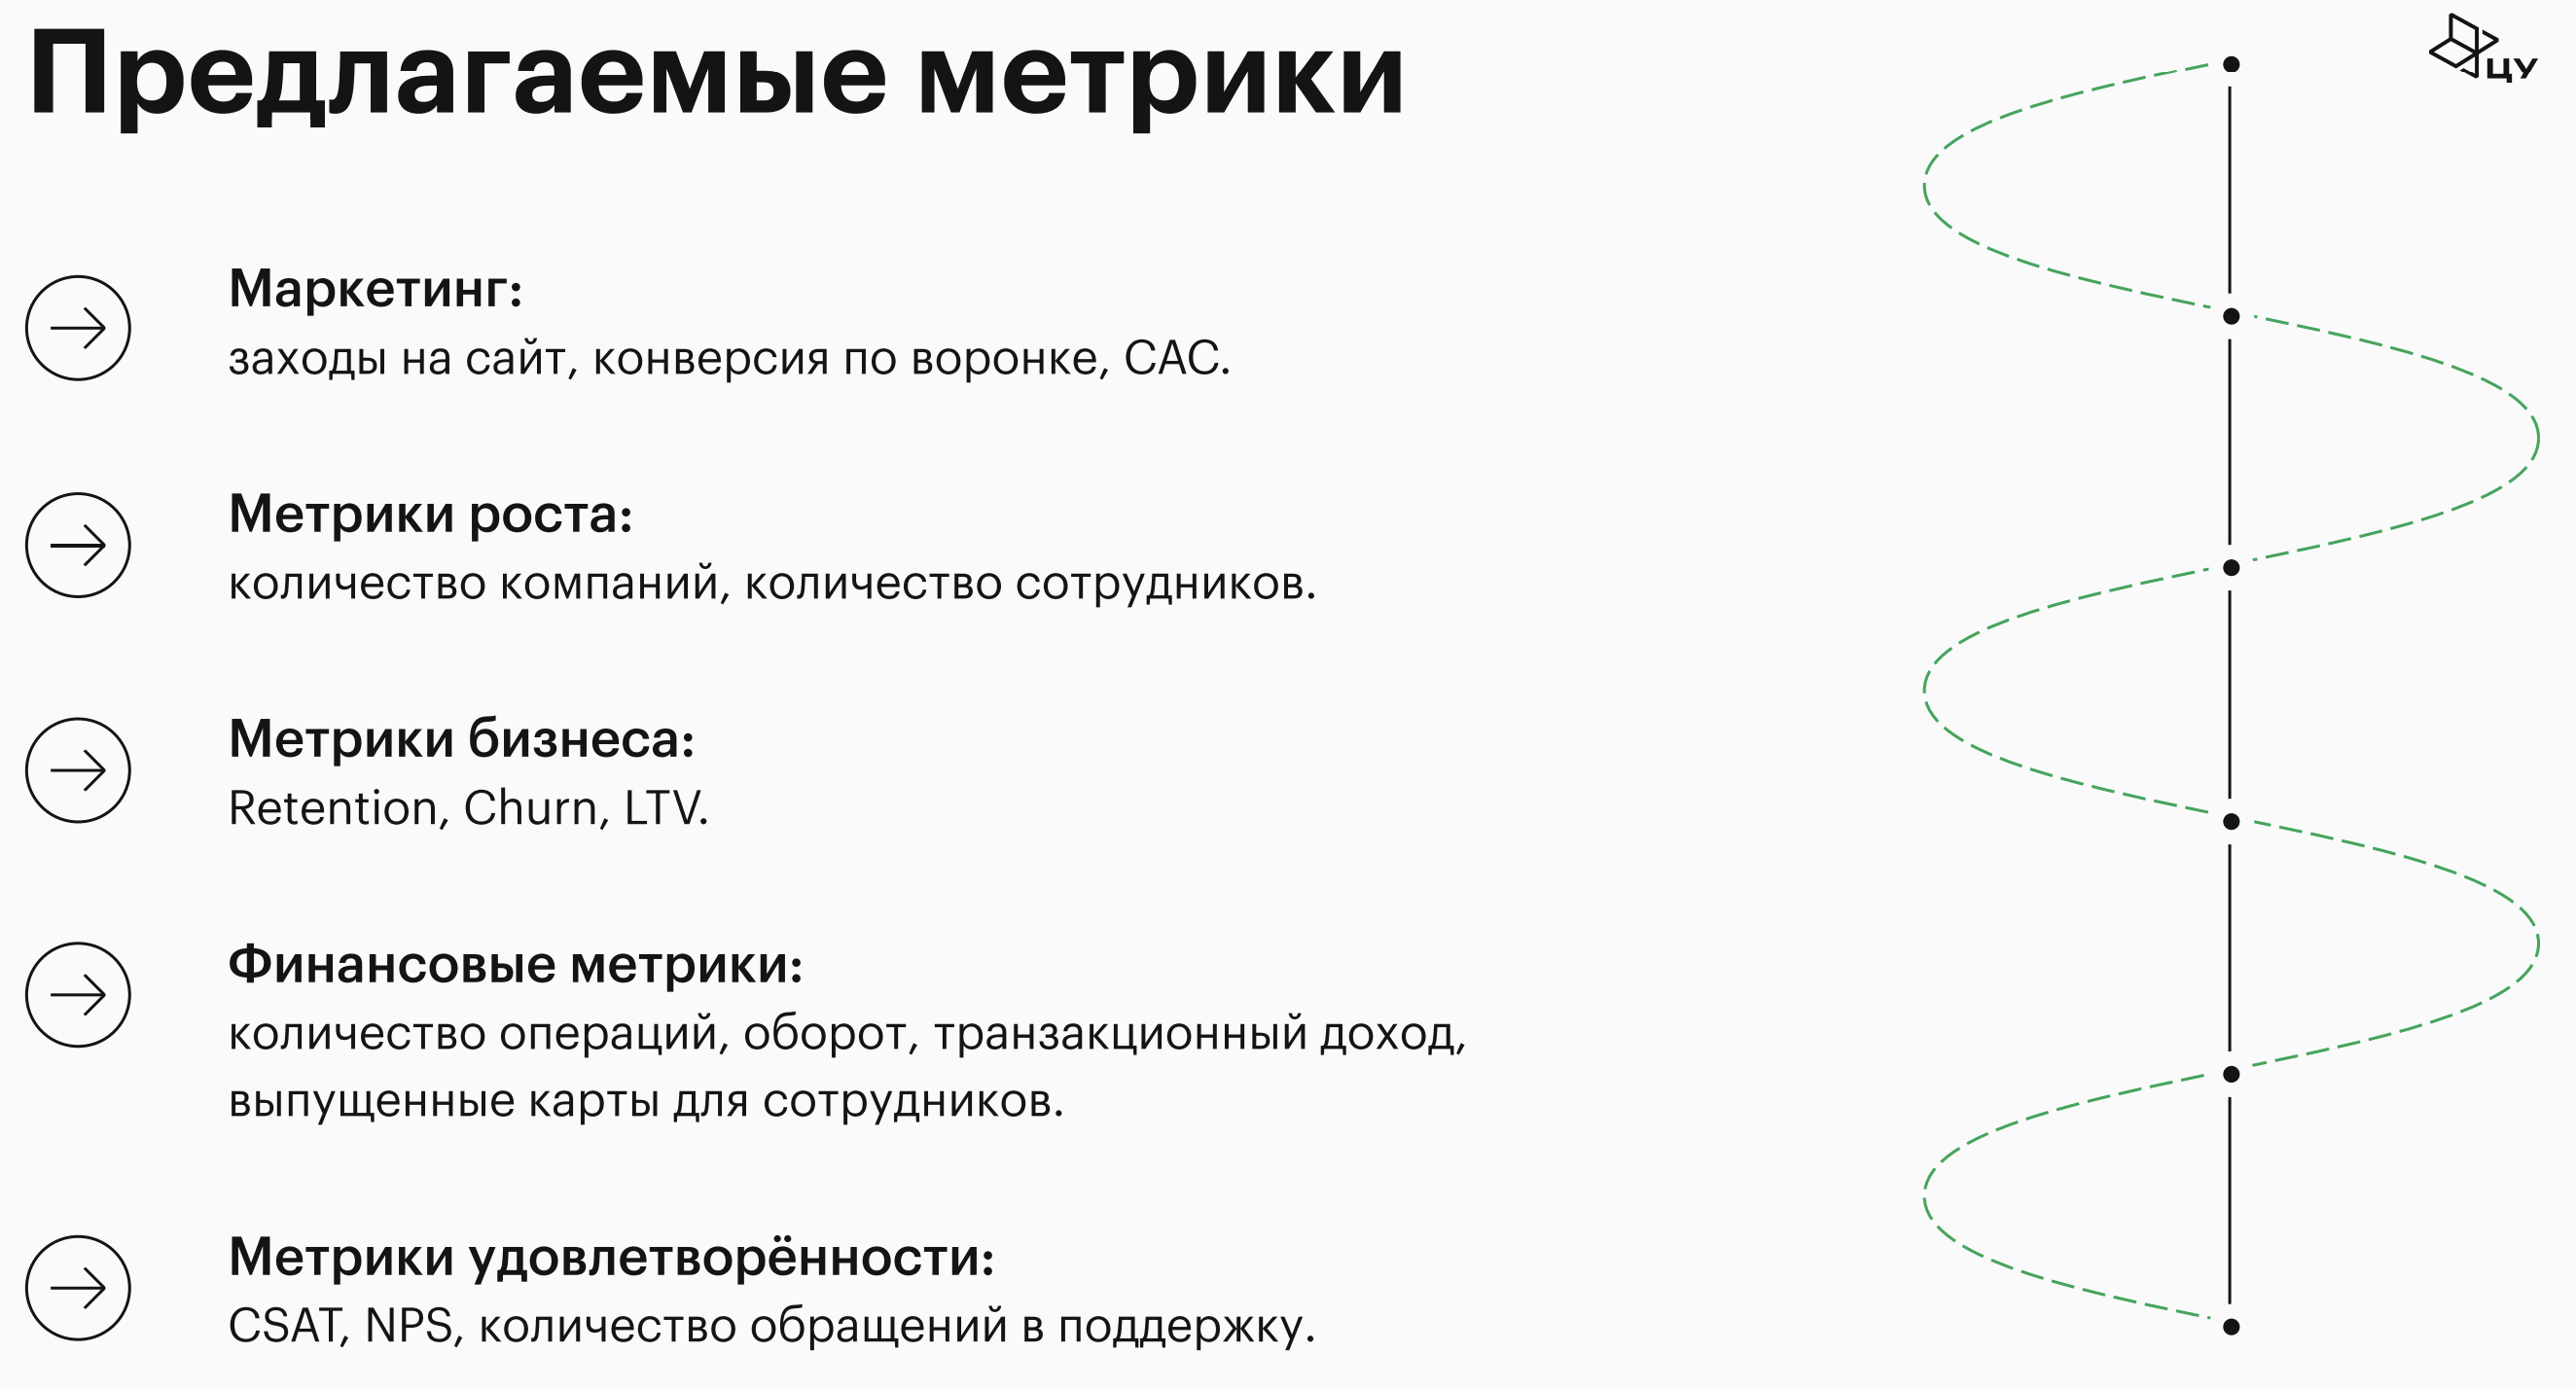 Предлагаемые метрики
ЦУ
Маркетинг:
заходы на сайт, конверсия по воронке, САС.
Метрики роста:
количество компаний, количество сотрудников.
Метрики бизнеса:
Retention, Churn, LTV.
Финансовые метрики:
количество операций, оборот, транзакционный доход,
выпущенные карты для сотрудников.
Метрики удовлетворённости:
CSAT, NPS, количество обращений в поддержку.